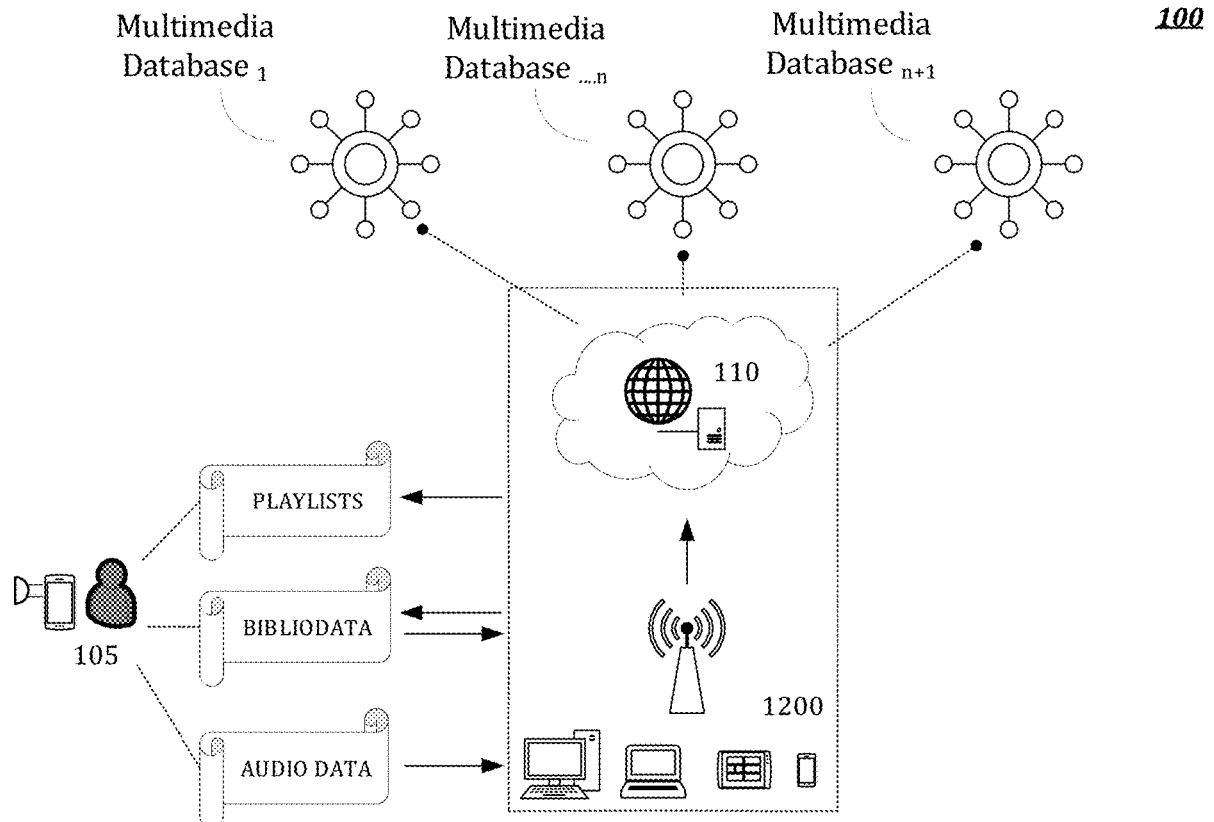 100
Multimedia
Database 1
Multimedia
Database ....n
Multimedia
Database n+1
110
PLAYLISTS
BIBLIODATA
105
1200
AUDIO DATA